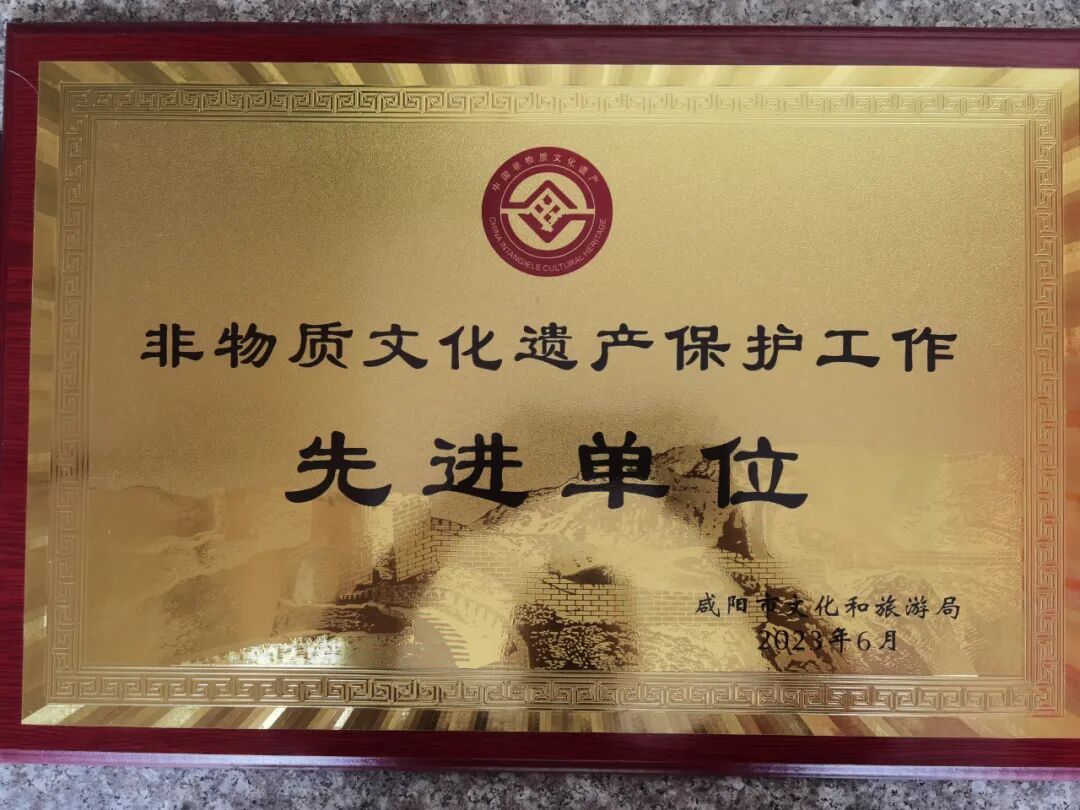 中国非物质文化遗产
CHINA INTANGIELE CULTURAL HERITAGE
非物质文化遗产保护工作
先进单位
咸阳市文化和旅游局
2023年6月